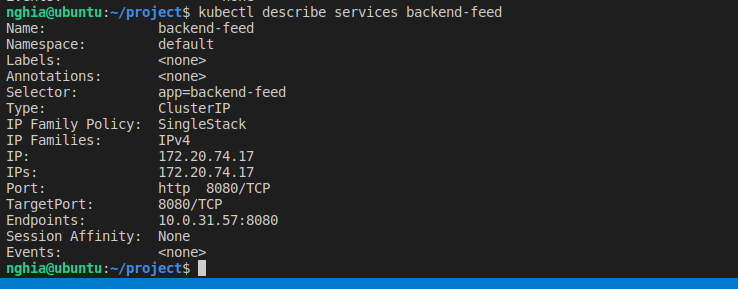 nghia@ubuntu:~/project$ kubectl describe services backend-feed
Name:              backend-feed
Namespace:         default
Labels:            <none>
Annotations:       <none>
Selector:          app=backend-feed
Type:              ClusterIP
IP Family Policy:  SingleStack
IP Families:       IPv4
IP:                172.20.74.17
IPs:               172.20.74.17
Port:              http  8080/TCP
TargetPort:        8080/TCP
Endpoints:         10.0.31.57:8080
Session Affinity:  None
Events:            <none>
nghia@ubuntu:~/project$